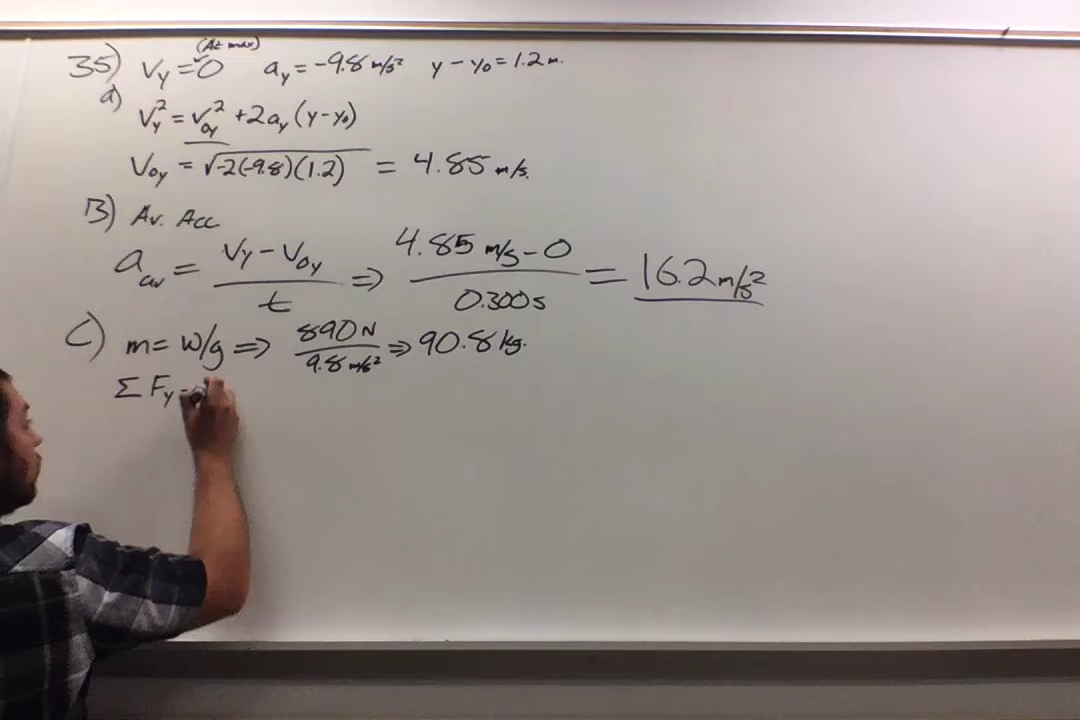 35) Vy = 0 (At max) ay = -9.8 m/s² y - y₀ = 1.2 m.
a) Vy² = V₀y² + 2ay (y - y₀)
V₀y = √-2(-9.8)(1.2) = 4.85 m/s.
B) Av. Acc
a av = Vy - V₀y / t => 4.85 m/s - 0 / 0.300s = 16.2 m/s²
C) m = W/g => 890 N / 9.8 m/s² => 90.8 kg.
Σ Fy =